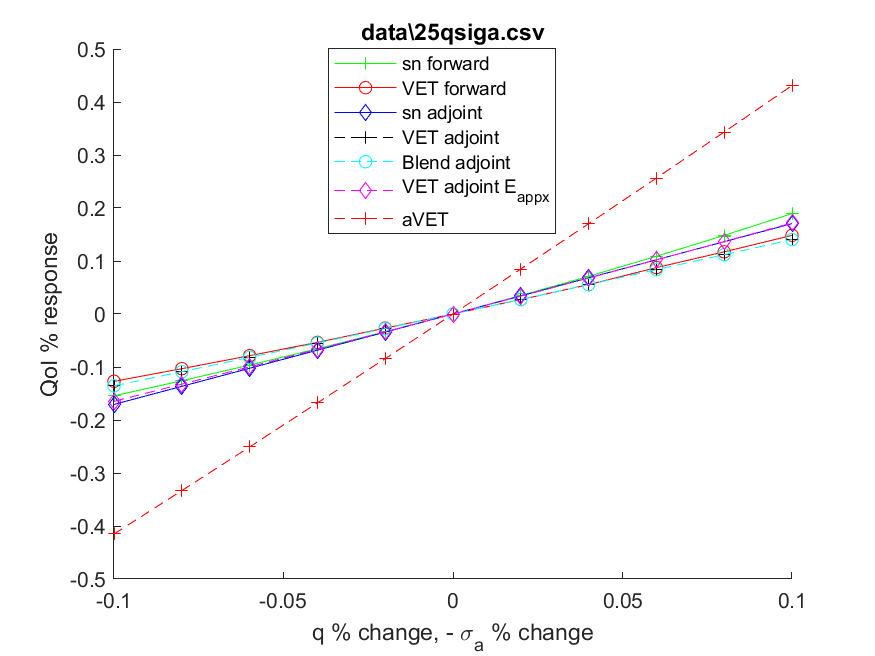 data\25qsiga.csv
sn forward
VET forward
sn adjoint
VET adjoint
Blend adjoint
VET adjoint E_appx
aVET
0.5
0.4
0.3
0.2
0.1
0
-0.1
-0.2
-0.3
-0.4
-0.5
QoI % response
-0.1 -0.05 0 0.05 0.1
q % change, - σ_a % change